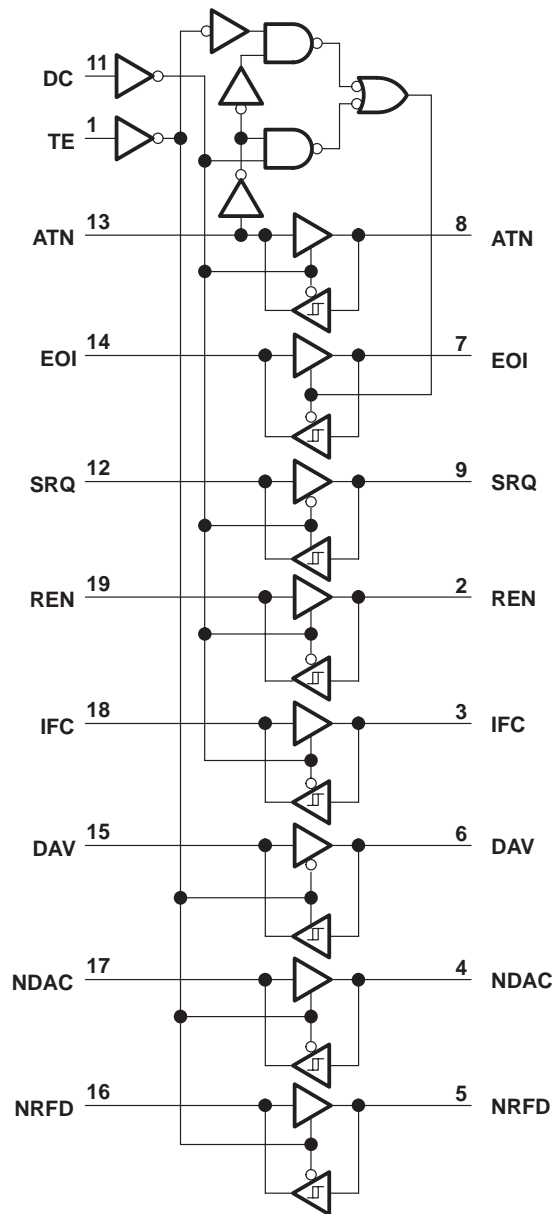 DC 11
TE 1
ATN 13 8 ATN
EOI 14 7 EOI
SRQ 12 9 SRQ
REN 19 2 REN
IFC 18 3 IFC
DAV 15 6 DAV
NDAC 17 4 NDAC
NRFD 16 5 NRFD